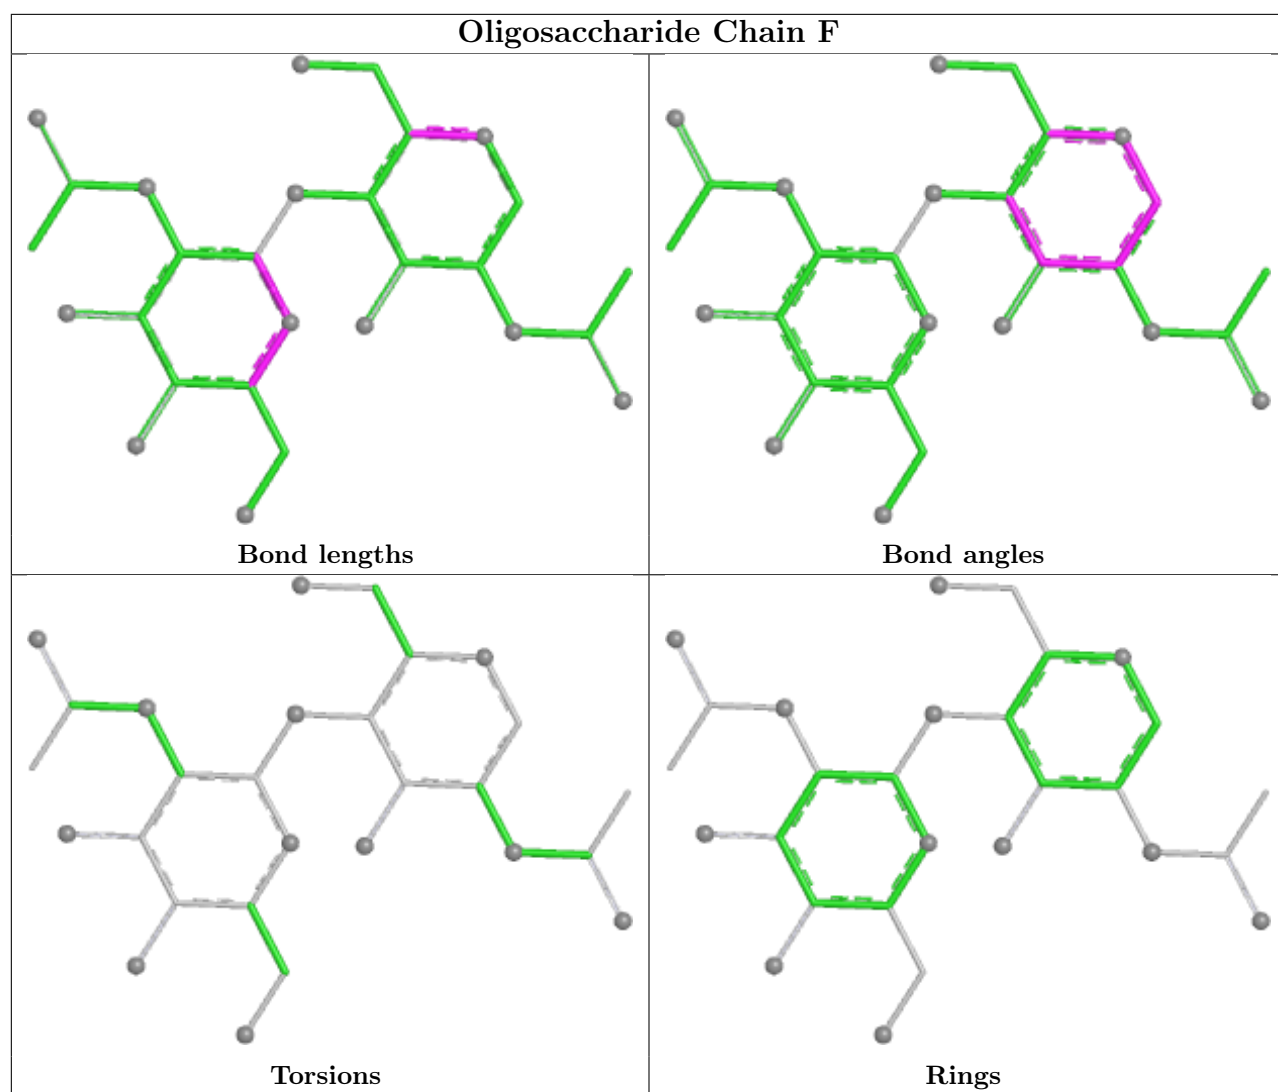 Oligosaccharide Chain F
Bond lengths
Bond angles
Torsions
Rings